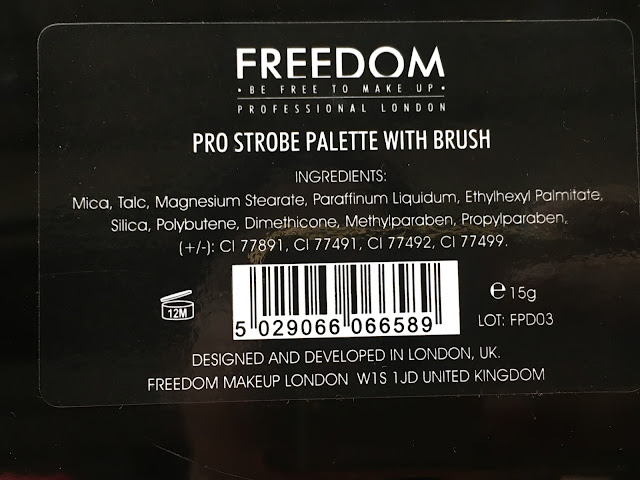 FREEDOM
• BE FREE TO MAKE UP •
PROFESSIONAL LONDON
PRO STROBE PALETTE WITH BRUSH
INGREDIENTS:
Mica, Talc, Magnesium Stearate, Paraffinum Liquidum, Ethylhexyl Palmitate,
Silica, Polybutene, Dimethicone, Methylparaben, Propylparaben,
(+/-): CI 77891, CI 77491, CI 77492, CI 77499.
12M
5 029066 066589
e 15g
LOT: FPD03
DESIGNED AND DEVELOPED IN LONDON, UK.
FREEDOM MAKEUP LONDON W1S 1JD UNITED KINGDOM